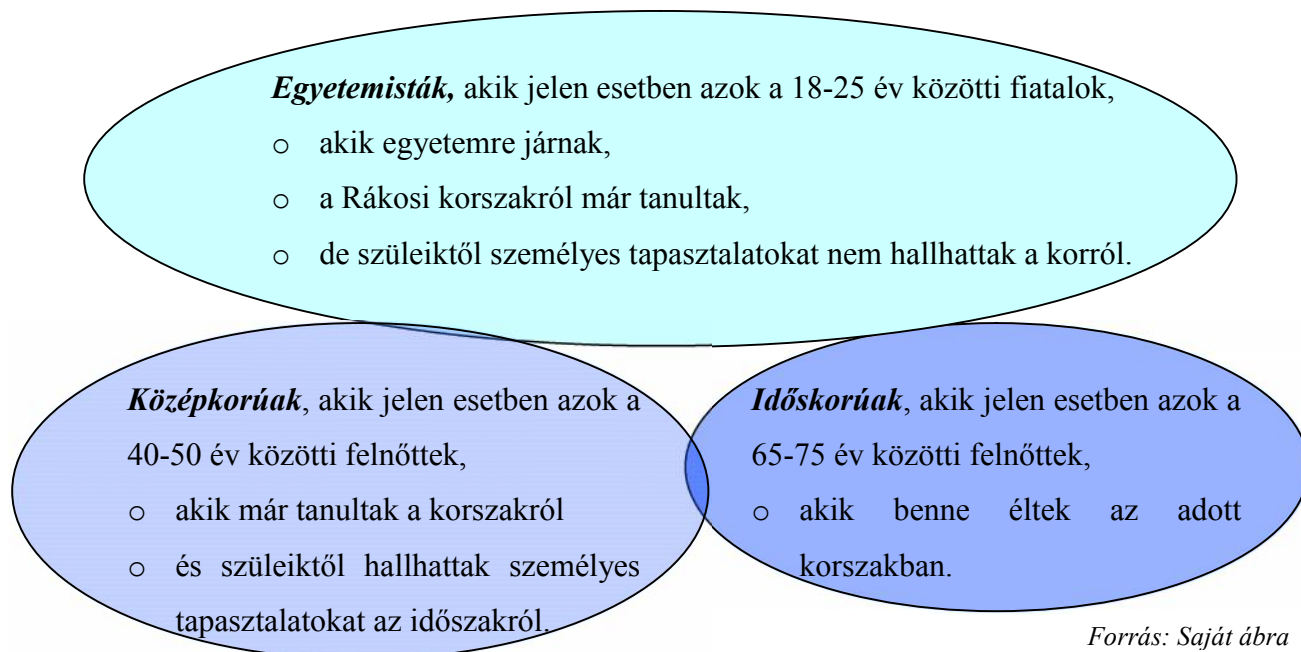 Egyetemisták, akik jelen esetben azok a 18-25 év közötti fiatalok,
o akik egyetemre járnak,
o a Rákosi korszakról már tanultak,
o de szüleiktől személyes tapasztalatokat nem hallhattak a korról.
Középkorúak, akik jelen esetben azok a
40-50 év közötti felnőttek,
o akik már tanultak a korszakról
o és szüleiktől hallhattak személyes
tapasztalatokat az időszakról.
Időskorúak, akik jelen esetben azok a
65-75 év közötti felnőttek,
o akik benne éltek az adott
korszakban.
Forrás: Saját ábra